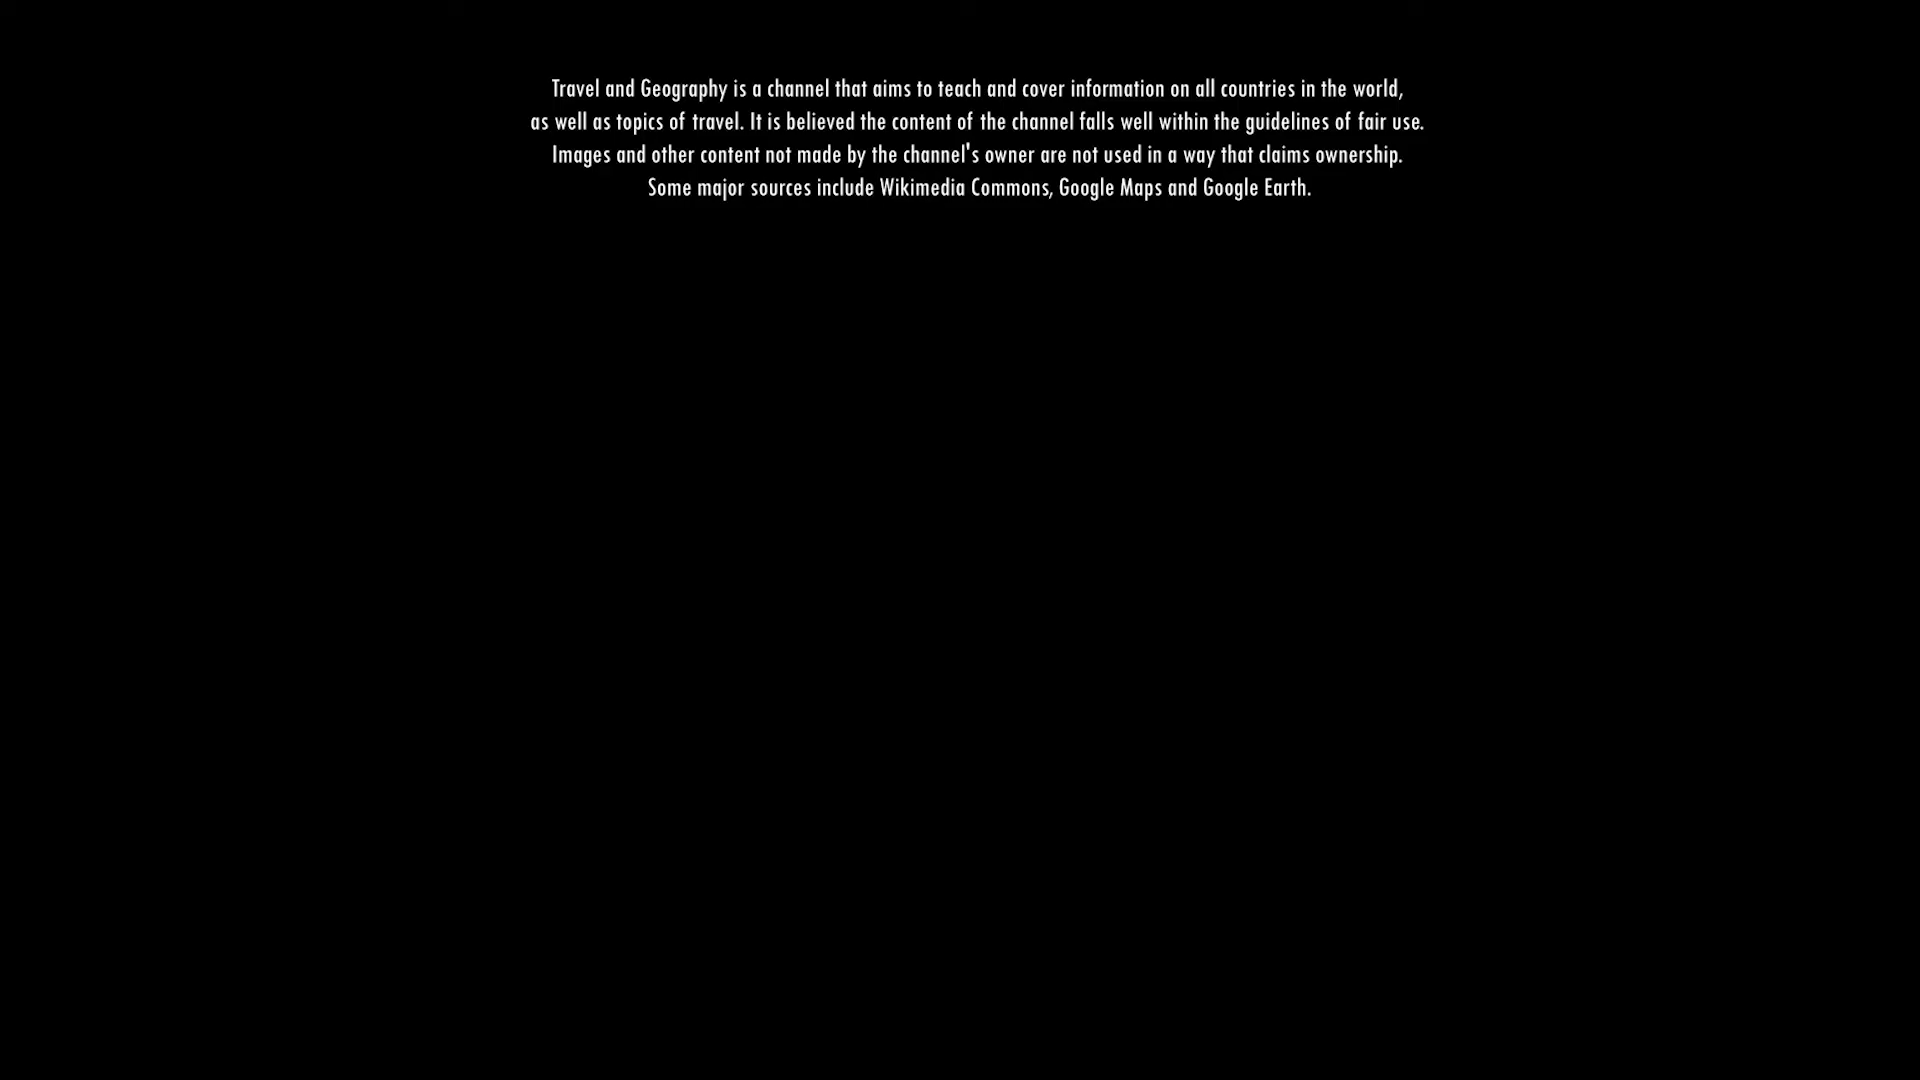 Travel and Geography is a channel that aims to teach and cover information on all countries in the world,
as well as topics of travel. It is believed the content of the channel falls well within the guidelines of fair use.
Images and other content not made by the channel's owner are not used in a way that claims ownership.
Some major sources include Wikimedia Commons, Google Maps and Google Earth.